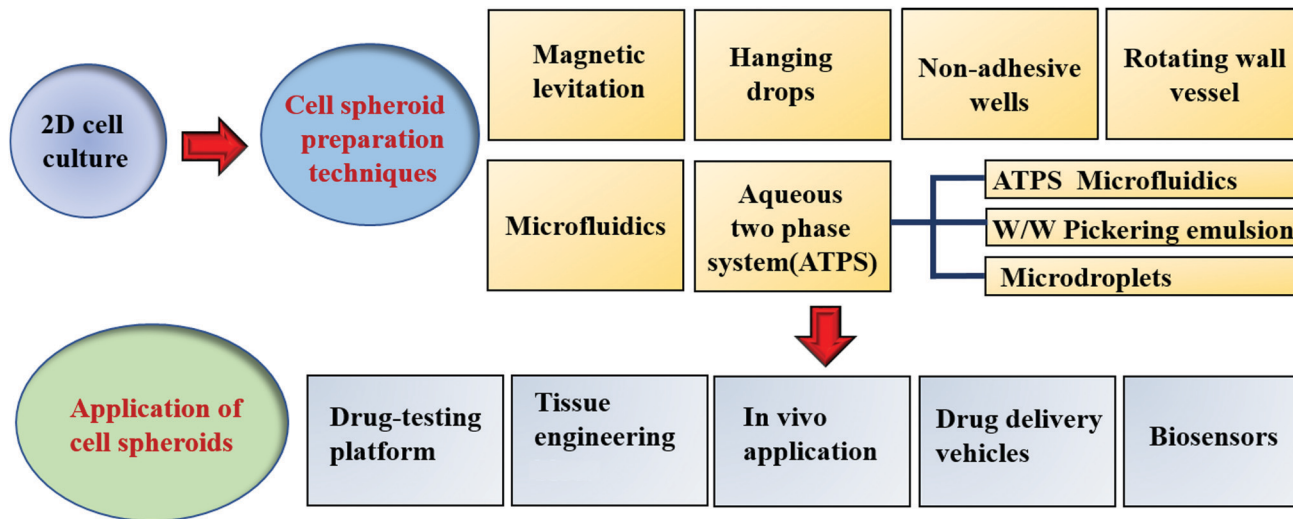 2D cell
culture
Cell spheroid
preparation
techniques
Magnetic
levitation
Hanging
drops
Non-adhesive
wells
Rotating wall
vessel
Microfluidics
Aqueous
two phase
system(ATPS)
ATPS Microfluidics
W/W Pickering emulsion
Microdroplets
Application of
cell spheroids
Drug-testing
platform
Tissue
engineering
In vivo
application
Drug delivery
vehicles
Biosensors